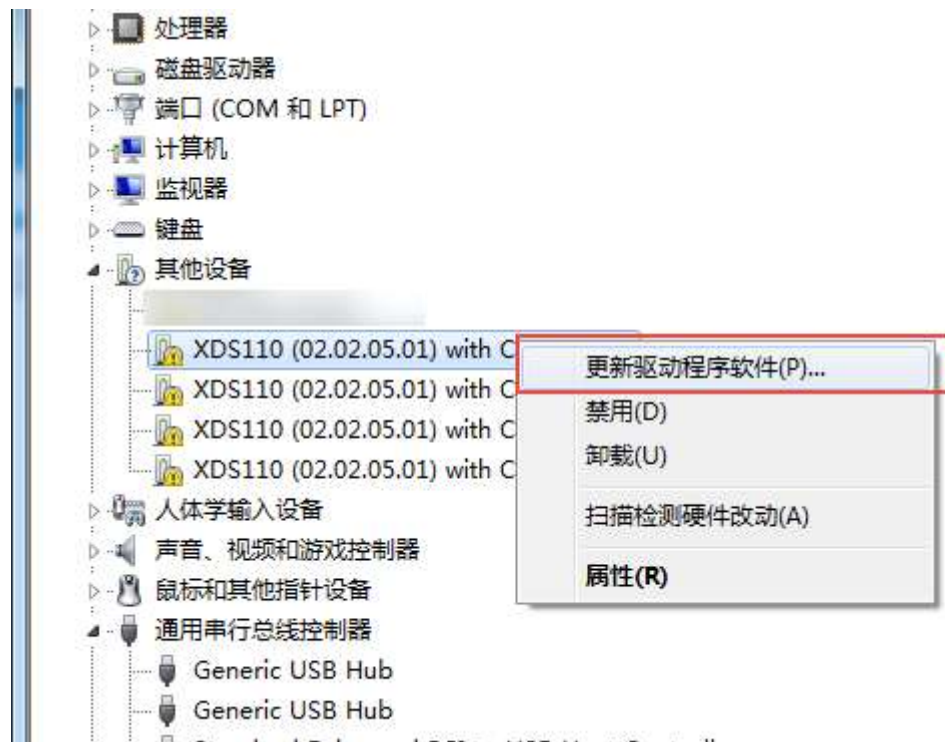 处理器
磁盘驱动器
端口 (COM 和 LPT)
计算机
监视器
键盘
其他设备
XDS110 (02.02.05.01) with C
更新驱动程序软件(P)...
XDS110 (02.02.05.01) with C
禁用(D)
XDS110 (02.02.05.01) with C
卸载(U)
XDS110 (02.02.05.01) with C
人体学输入设备
扫描检测硬件改动(A)
声音、视频和游戏控制器
属性(R)
鼠标和其他指针设备
通用串行总线控制器
Generic USB Hub
Generic USB Hub